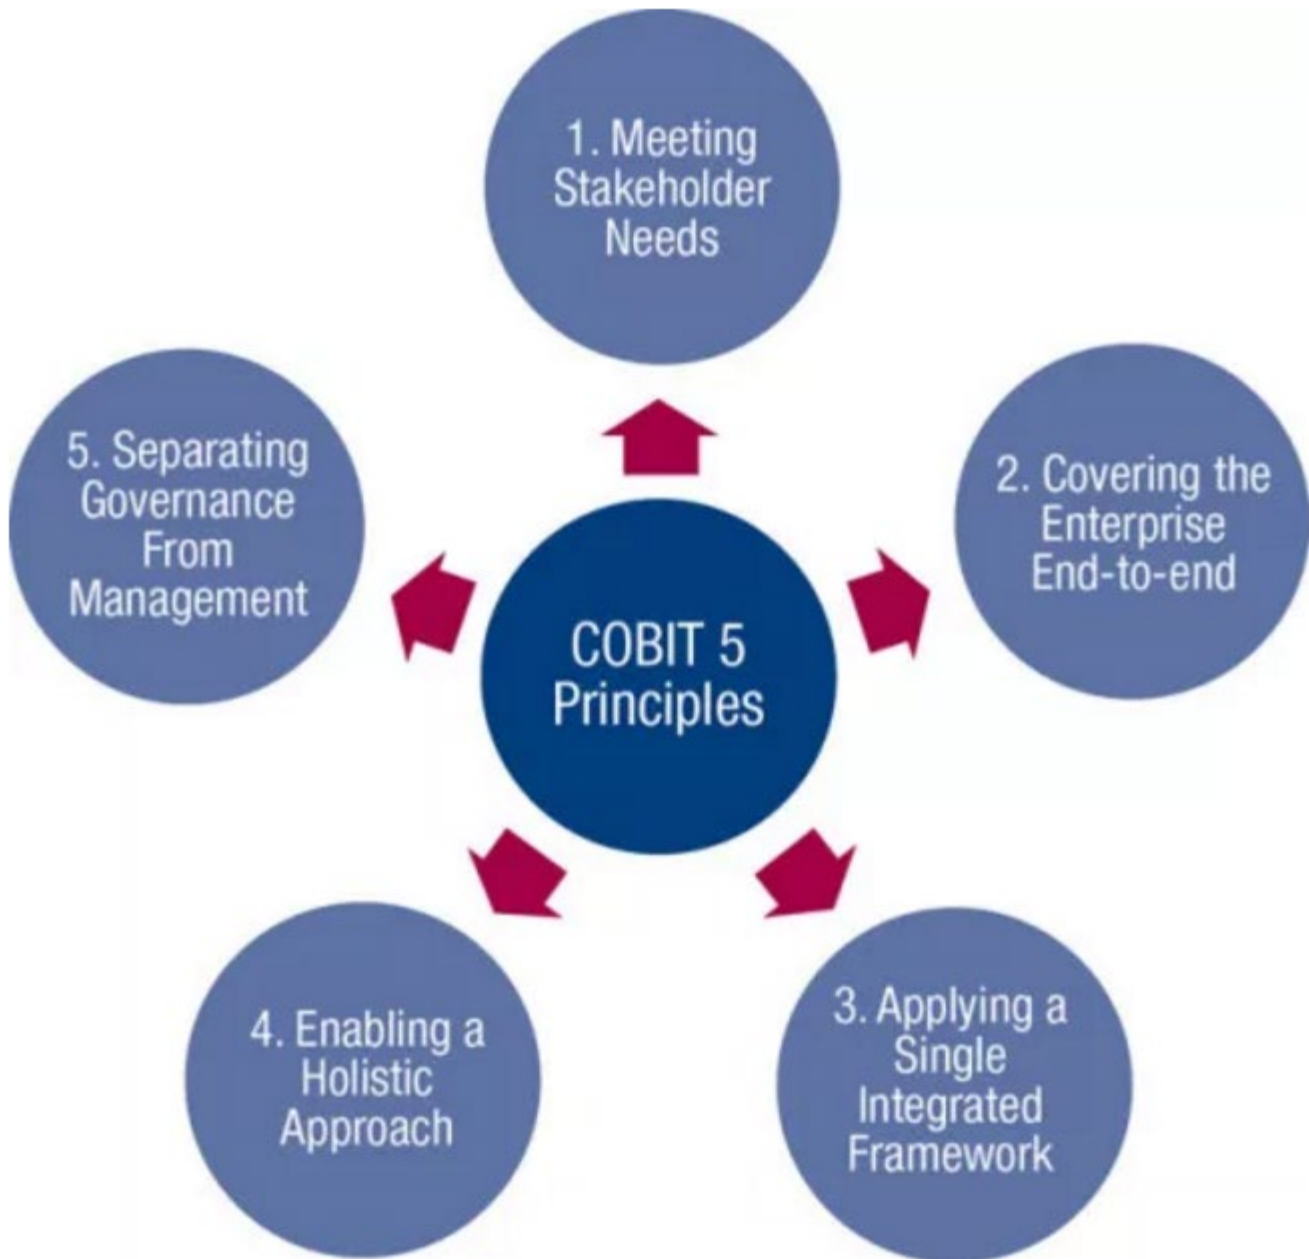 1. Meeting
Stakeholder
Needs
2. Covering the
Enterprise
End-to-end
3. Applying a
Single
Integrated
Framework
4. Enabling a
Holistic
Approach
5. Separating
Governance
From
Management
COBIT 5
Principles